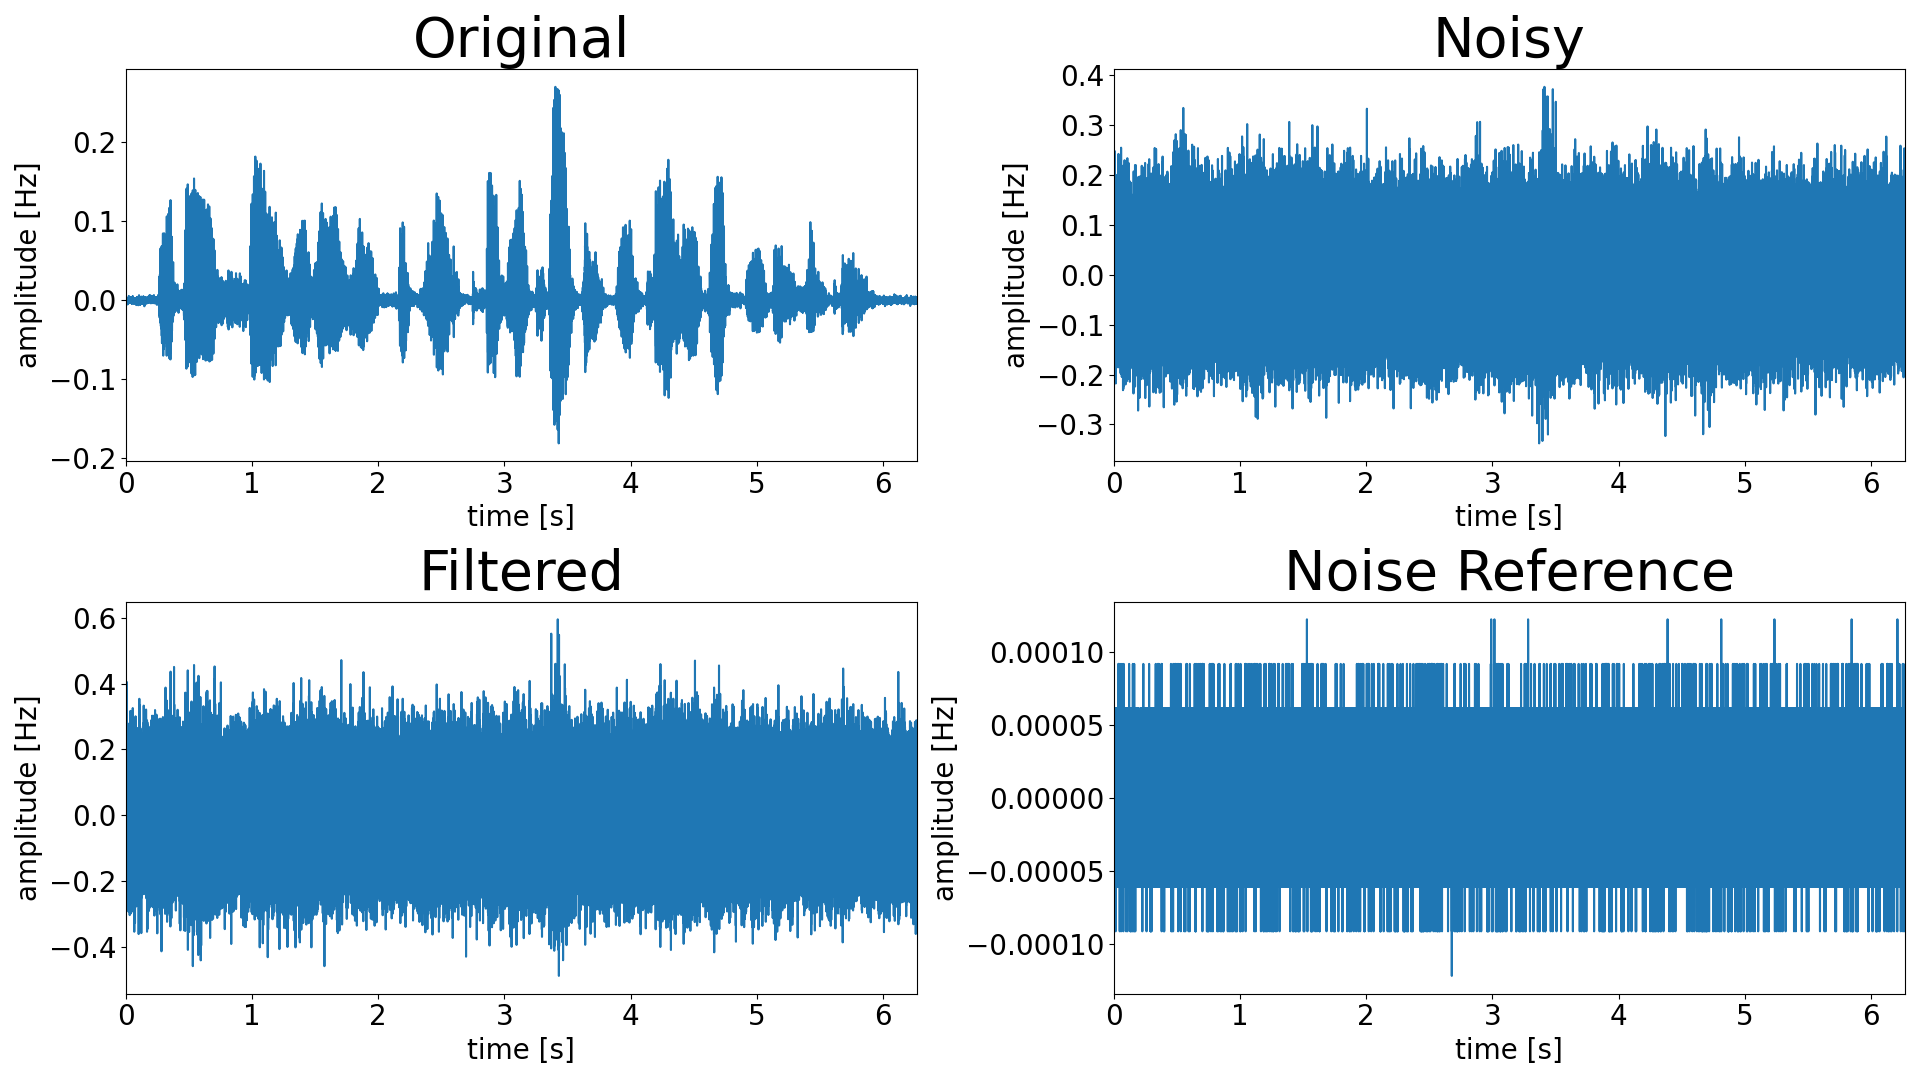 Original
amplitude [Hz]
0.2
0.1
0.0
−0.1
−0.2
0 1 2 3 4 5 6
time [s]
Noisy
amplitude [Hz]
0.4
0.3
0.2
0.1
0.0
−0.1
−0.2
−0.3
0 1 2 3 4 5 6
time [s]
Filtered
amplitude [Hz]
0.6
0.4
0.2
0.0
−0.2
−0.4
0 1 2 3 4 5 6
time [s]
Noise Reference
amplitude [Hz]
0.00010
0.00005
0.00000
−0.00005
−0.00010
0 1 2 3 4 5 6
time [s]